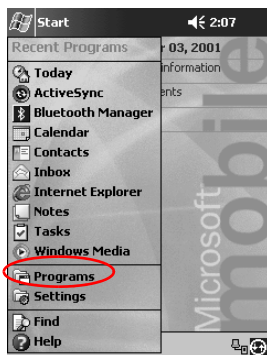 Start 2:07
Recent Programs r 03, 2001
Today information
ActiveSync ents
Bluetooth Manager
Calendar
Contacts
Inbox
Internet Explorer
Notes
Tasks
Windows Media
Programs
Settings
Find
Help
Microsoft
mobile